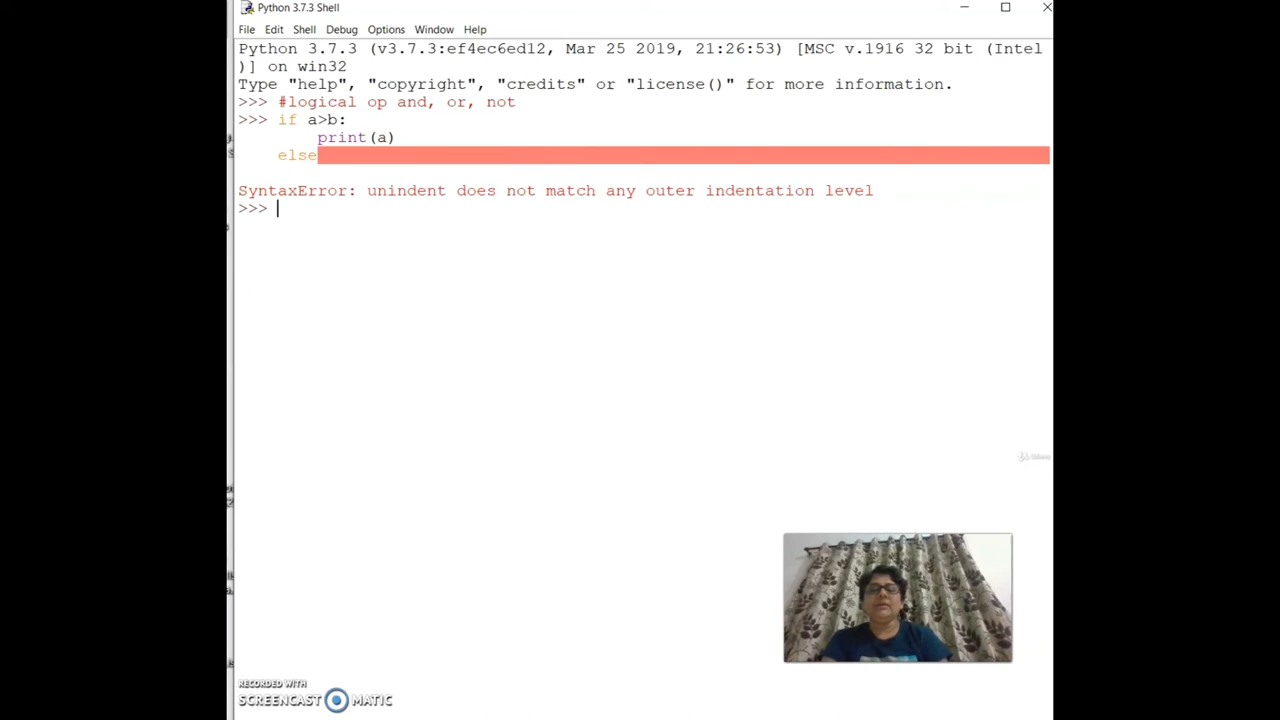 Python 3.7.3 Shell
File Edit Shell Debug Options Window Help
Python 3.7.3 (v3.7.3:ef4ec6ed12, Mar 25 2019, 21:26:53) [MSC v.1916 32 bit (Intel
)] on win32
Type "help", "copyright", "credits" or "license()" for more information.
>>> #logical op and, or, not
>>> if a>b:
print(a)
else
SyntaxError: unindent does not match any outer indentation level
>>>
Udemy
RECORDED WITH
SCREENCAST MATIC